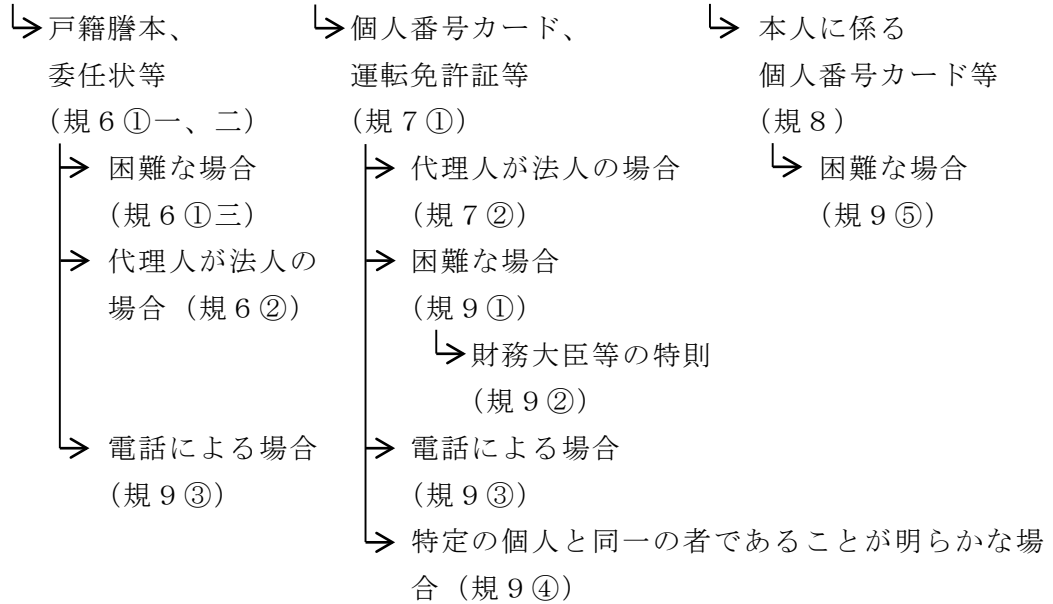 戸籍謄本、
委任状等
（規６①一、二）
困難な場合
（規６①三）
代理人が法人の
場合（規６②）
電話による場合
（規９③）
個人番号カード、
運転免許証等
（規７①）
代理人が法人の場合
（規７②）
困難な場合
（規９①）
財務大臣等の特則
（規９②）
電話による場合
（規９③）
特定の個人と同一の者であることが明らかな場
合（規９④）
本人に係る
個人番号カード等
（規８）
困難な場合
（規９⑤）